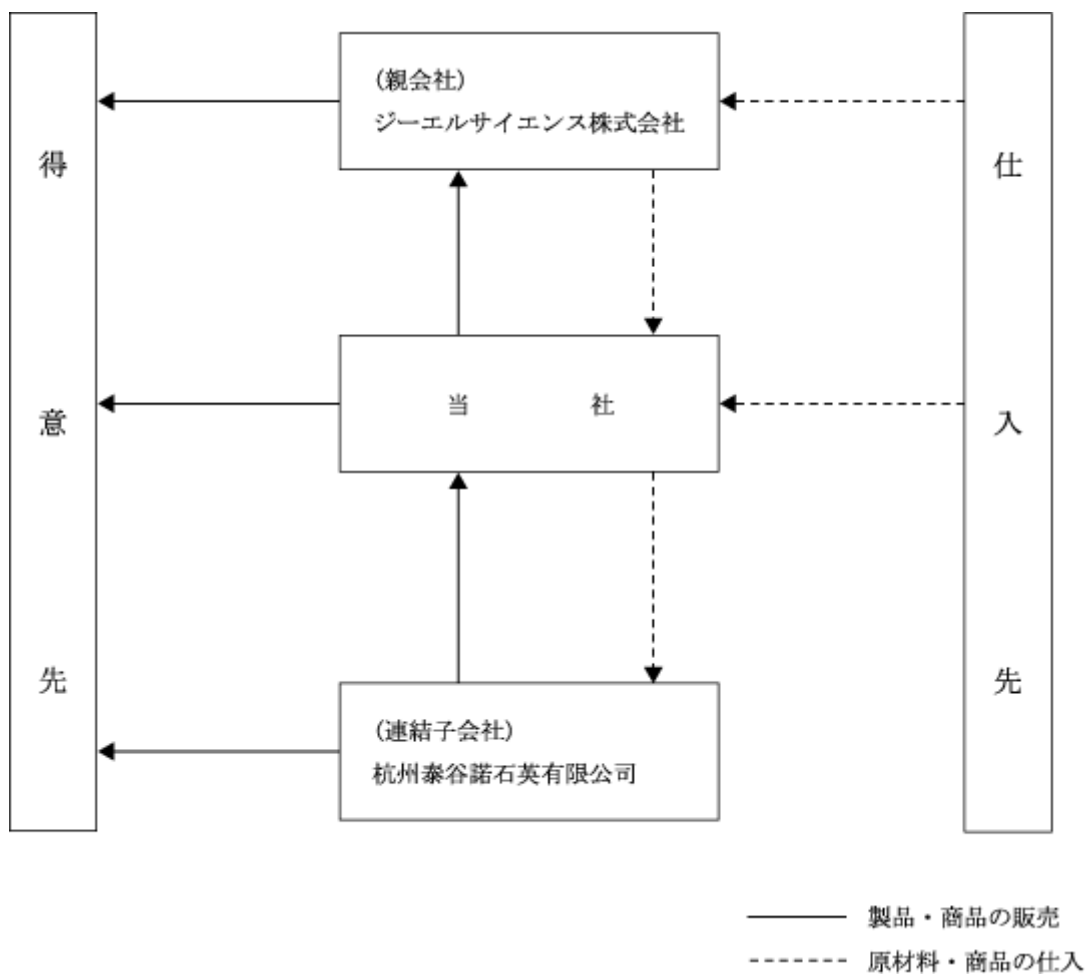 得意先
(親会社)
ジーエルサイエンス株式会社
当社
(連結子会社)
杭州泰谷諾石英有限公司
仕入先
製品・商品の販売
原材料・商品の仕入